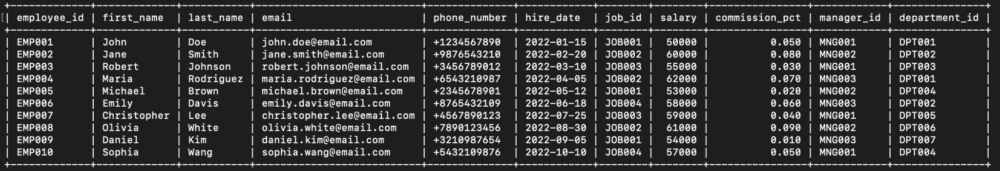 +-------------+-------------+------------+---------------------------+--------------+------------+--------+--------+----------------+------------+---------------+
| employee_id | first_name  | last_name  | email                     | phone_number | hire_date  | job_id | salary | commission_pct | manager_id | department_id |
+-------------+-------------+------------+---------------------------+--------------+------------+--------+--------+----------------+------------+---------------+
| EMP001      | John        | Doe        | john.doe@email.com        | +1234567890  | 2022-01-15 | JOB001 |  50000 |          0.050 | MNG001     | DPT001        |
| EMP002      | Jane        | Smith      | jane.smith@email.com      | +9876543210  | 2022-02-20 | JOB002 |  60000 |          0.080 | MNG002     | DPT002        |
| EMP003      | Robert      | Johnson    | robert.johnson@email.com  | +3456789012  | 2022-03-10 | JOB003 |  55000 |          0.030 | MNG001     | DPT003        |
| EMP004      | Maria       | Rodriguez  | maria.rodriguez@email.com | +6543210987  | 2022-04-05 | JOB002 |  62000 |          0.070 | MNG003     | DPT001        |
| EMP005      | Michael     | Brown      | michael.brown@email.com   | +2345678901  | 2022-05-12 | JOB001 |  53000 |          0.020 | MNG002     | DPT004        |
| EMP006      | Emily       | Davis      | emily.davis@email.com     | +8765432109  | 2022-06-18 | JOB004 |  58000 |          0.060 | MNG003     | DPT002        |
| EMP007      | Christopher | Lee        | christopher.lee@email.com | +4567890123  | 2022-07-25 | JOB003 |  59000 |          0.040 | MNG001     | DPT005        |
| EMP008      | Olivia      | White      | olivia.white@email.com    | +7890123456  | 2022-08-30 | JOB002 |  61000 |          0.090 | MNG002     | DPT006        |
| EMP009      | Daniel      | Kim        | daniel.kim@email.com      | +3210987654  | 2022-09-05 | JOB001 |  54000 |          0.010 | MNG003     | DPT007        |
| EMP010      | Sophia      | Wang       | sophia.wang@email.com     | +5432109876  | 2022-10-10 | JOB004 |  57000 |          0.050 | MNG001     | DPT004        |
+-------------+-------------+------------+---------------------------+--------------+------------+--------+--------+----------------+------------+---------------+